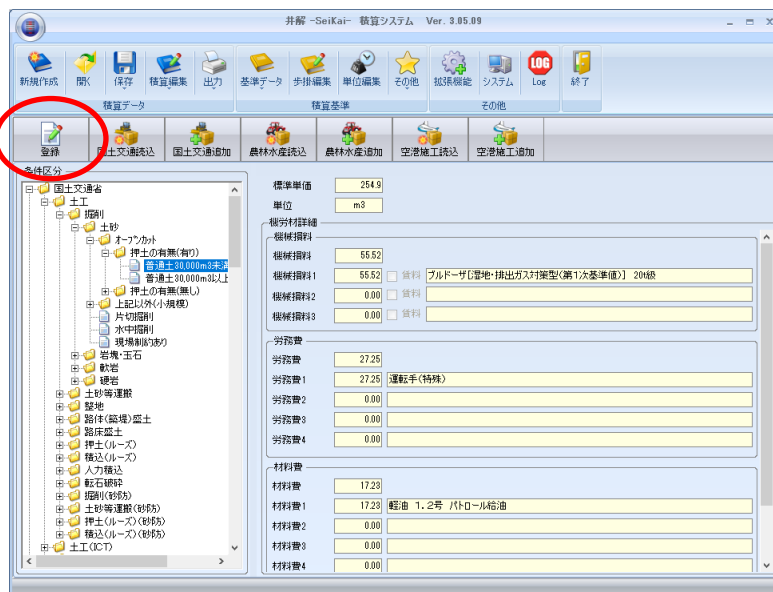 井解 -SeiKai- 積算システム Ver. 3.05.09
新規作成 開く 保存 積算編集 出力 基準データ 歩掛編集 単位編集 その他 拡張機能 システム Log 終了
LOG
積算データ 積算基準 その他
登録 国土交通読込 国土交通追加 農林水産読込 農林水産追加 空港施工読込 空港施工追加
条件区分
国土交通省
土工
掘削
土砂
オープンカット
押土の有無(有り)
普通土30,000m3未満
普通土30,000m3以上
押土の有無(無し)
上記以外(小規模)
片切掘削
水中掘削
現場制約あり
岩塊・玉石
軟岩
硬岩
土砂等運搬
整地
路体(築堤)盛土
路床盛土
押土(ルーズ)
積込(ルーズ)
人力積込
転石破砕
掘削(砂防)
土砂等運搬(砂防)
押土(ルーズ)(砂防)
積込(ルーズ)(砂防)
土工(ICT)
標準単価 254.9
単位 m3
機労材詳細
機械損料
機械損料 55.52
機械損料1 55.52 賃料 ブルドーザ[湿地・排出ガス対策型(第1次基準値)] 20t級
機械損料2 0.00 賃料
機械損料3 0.00 賃料
労務費
労務費 27.25
労務費1 27.25 運転手(特殊)
労務費2 0.00
労務費3 0.00
労務費4 0.00
材料費
材料費 17.23
材料費1 17.23 軽油 1.2号 パトロール給油
材料費2 0.00
材料費3 0.00
材料費4 0.00